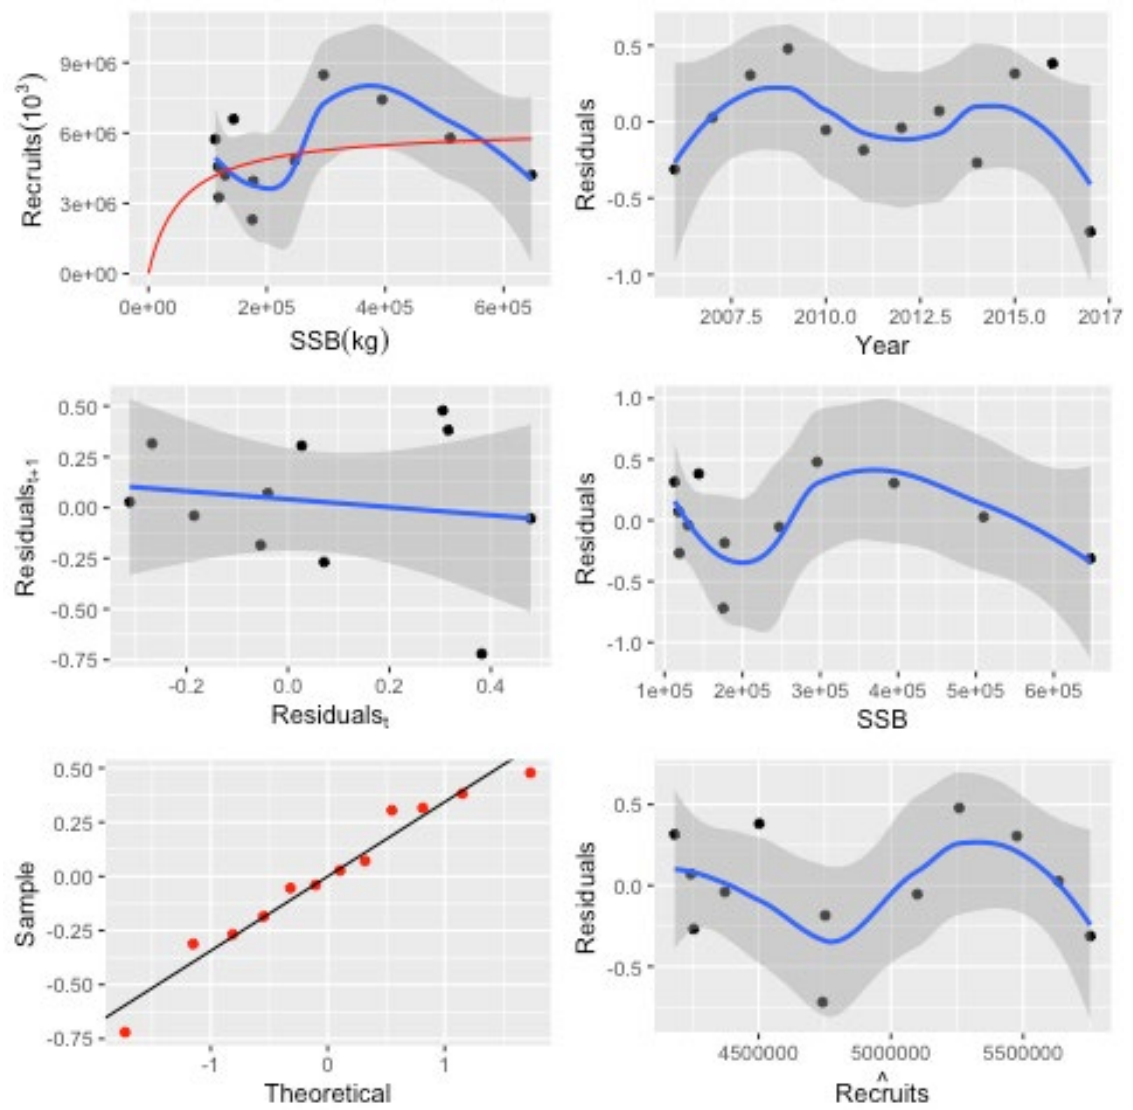 Recruits(10³)
9e+06
6e+06
3e+06
0e+00
0e+00 2e+05 4e+05 6e+05
SSB(kg)
Residuals
0.5
0.0
-0.5
-1.0
2007.5 2010.0 2012.5 2015.0 2017
Year
Residualsₜ₊₁
0.50
0.25
0.00
-0.25
-0.50
-0.75
-0.2 0.0 0.2 0.4
Residualsₜ
Residuals
1.0
0.5
0.0
-0.5
-1.0
1e+05 2e+05 3e+05 4e+05 5e+05 6e+05
SSB
Sample
0.50
0.25
0.00
-0.25
-0.50
-0.75
-1 0 1
Theoretical
Residuals
0.5
0.0
-0.5
4500000 5000000 5500000
^
Recruits